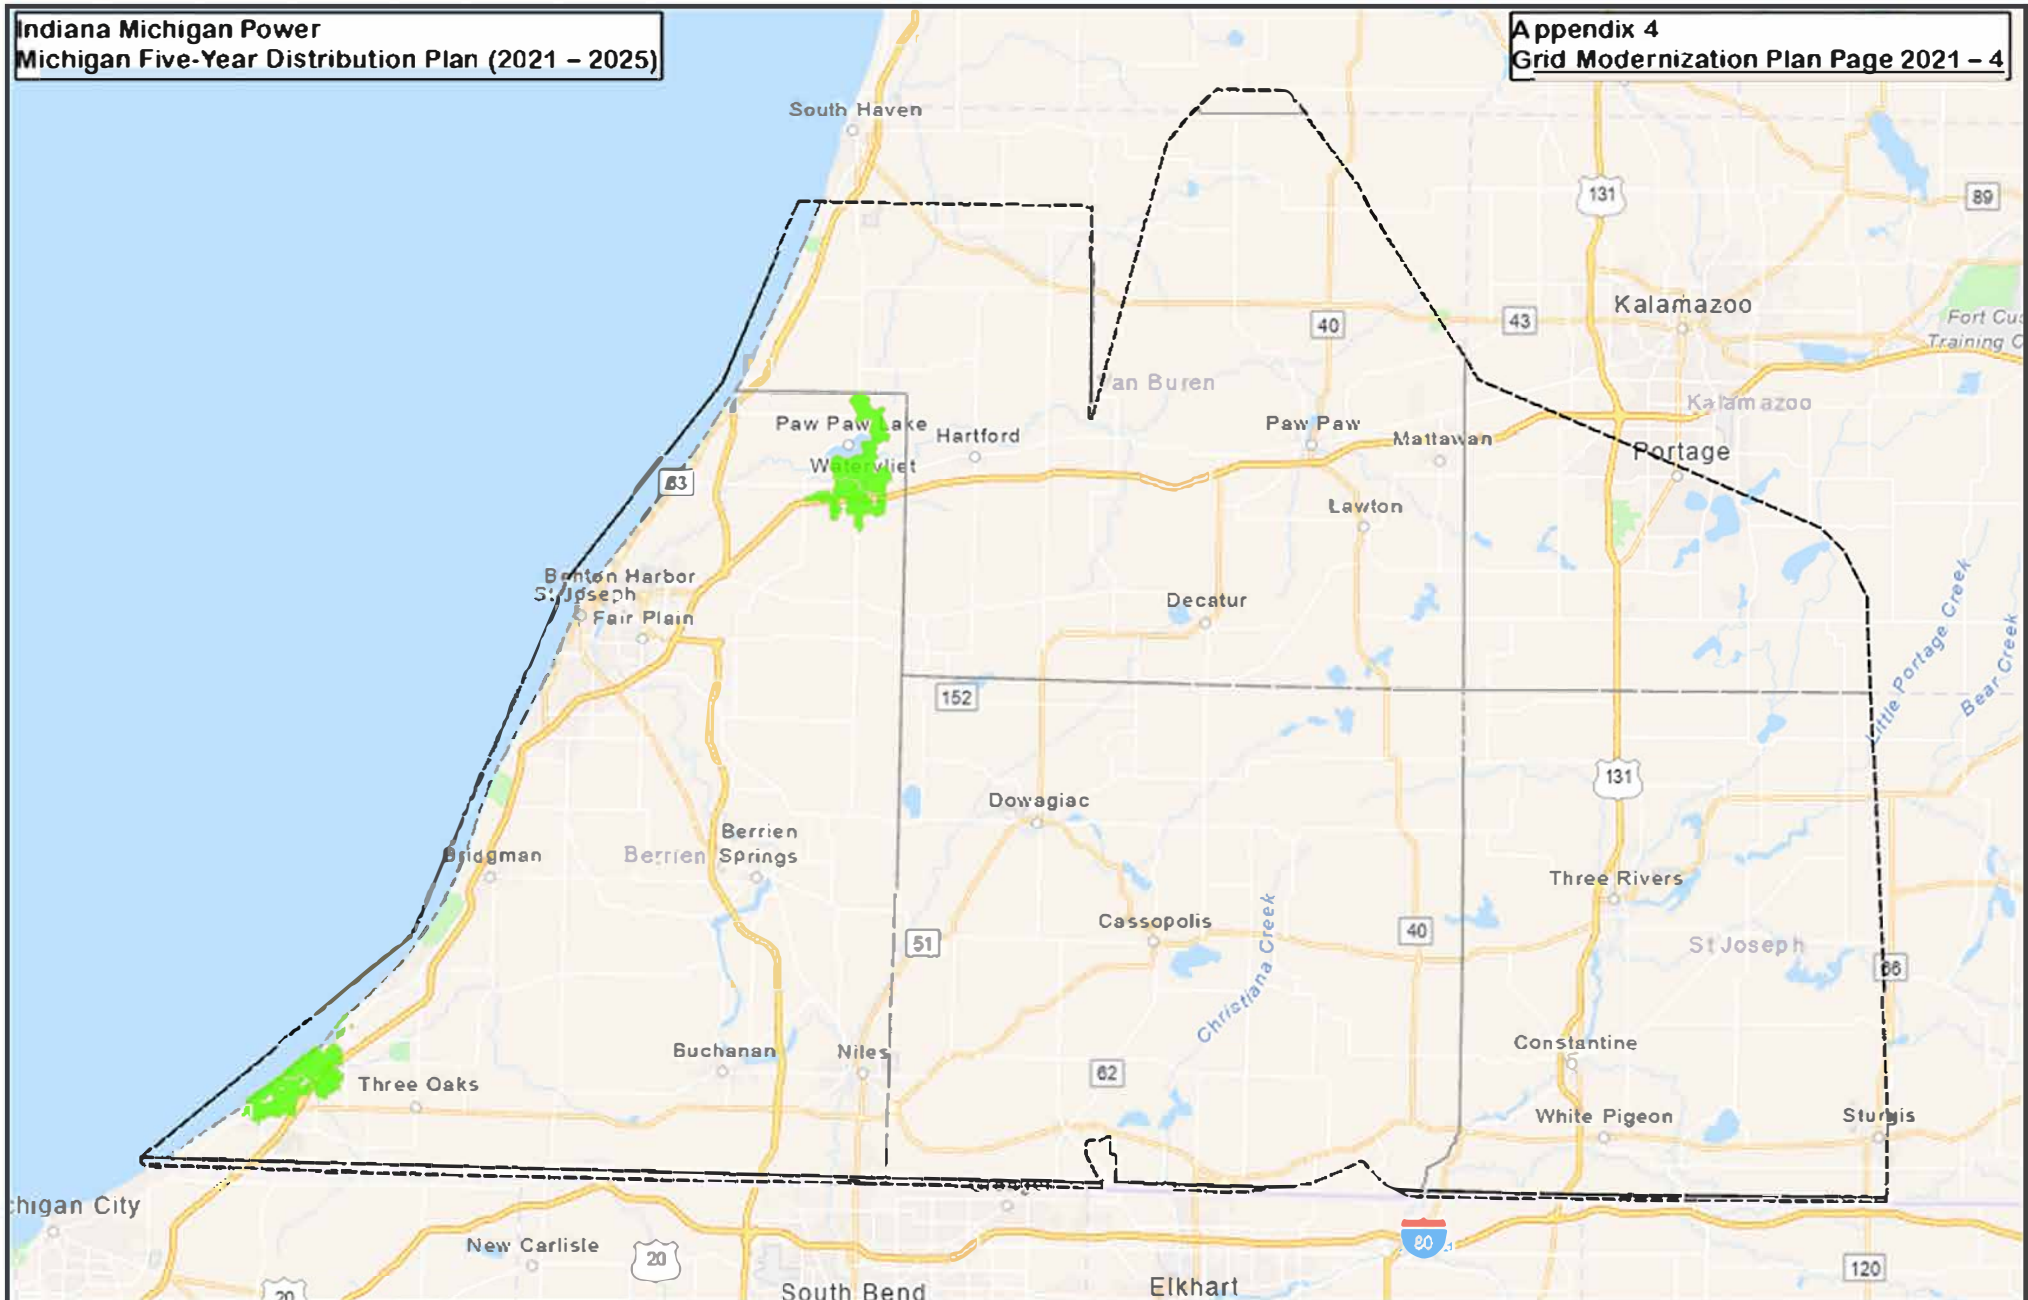 Indiana Michigan Power
Michigan Five-Year Distribution Plan (2021 – 2025)
Appendix 4
Grid Modernization Plan Page 2021 – 4
South Haven
131
89
Kalamazoo
40
43
Fort Cus
Training C
an Buren
Kalamazoo
Paw Paw Lake
Hartford
Paw Paw
Mattawan
Portage
Watervliet
63
Lawton
Benton Harbor
St Joseph
Fair Plain
Decatur
Little Portage Creek
Bear Creek
152
131
Dowagiac
Berrien
Springs
Bridgman
Berrien
Three Rivers
Cassopolis
Christiana Creek
51
40
St Joseph
66
Buchanan
Niles
Constantine
Three Oaks
62
White Pigeon
Sturgis
chigan City
New Carlisle
20
80
120
20
South Bend
Elkhart